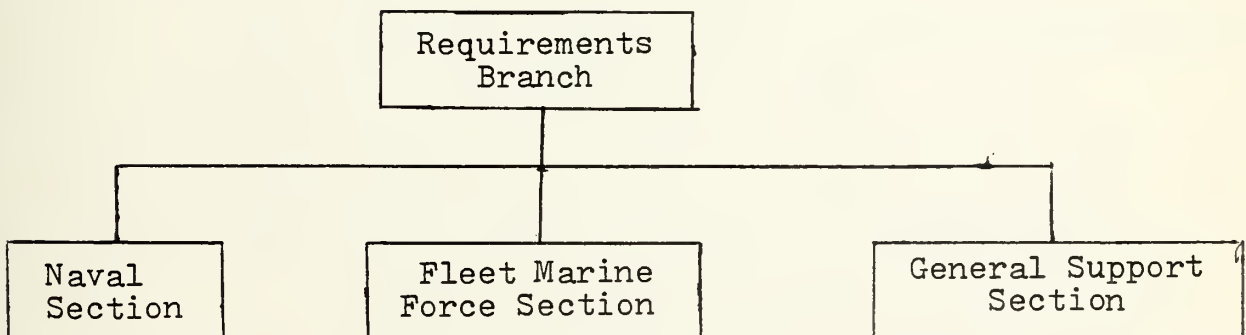 Requirements
Branch
Naval
Section
Fleet Marine
Force Section
General Support
Section